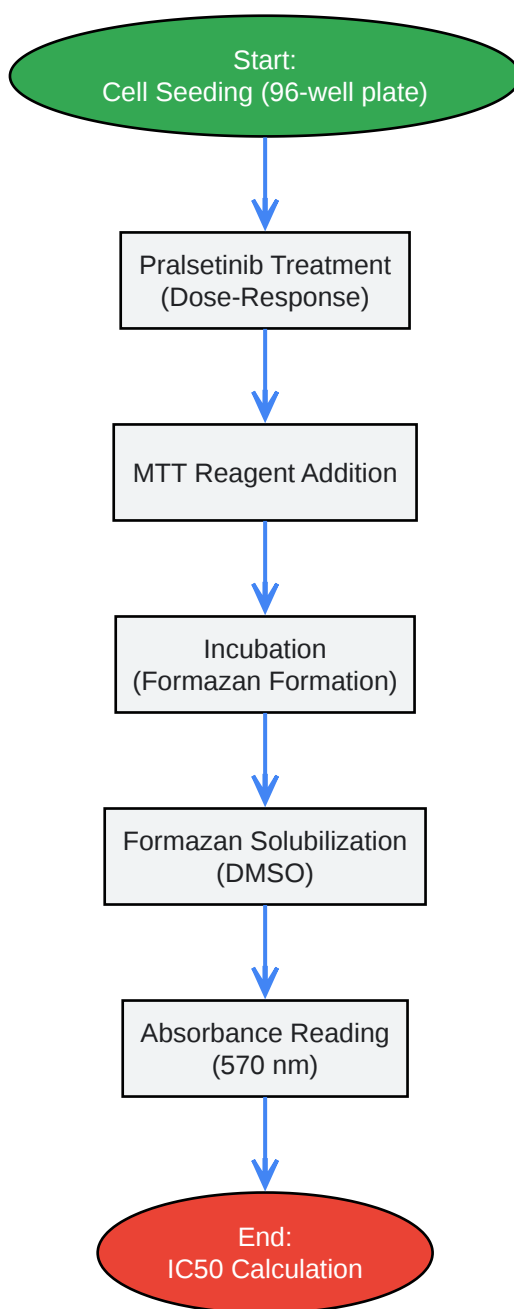 Start:
Cell Seeding (96-well plate)
Pralsetinib Treatment
(Dose-Response)
MTT Reagent Addition
Incubation
(Formazan Formation)
Formazan Solubilization
(DMSO)
Absorbance Reading
(570 nm)
End:
IC50 Calculation